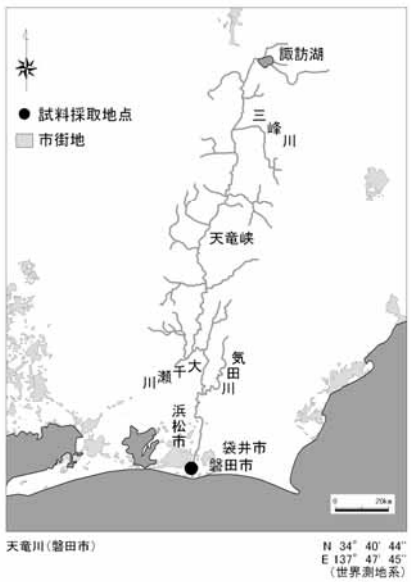 諏訪湖
● 試料採取地点
市街地
三峰川
天竜峡
気田川
大千瀬川
浜松市
袋井市
磐田市
0 20km
天竜川(磐田市)
N 34° 40′ 44″
E 137° 47′ 45″
(世界測地系)